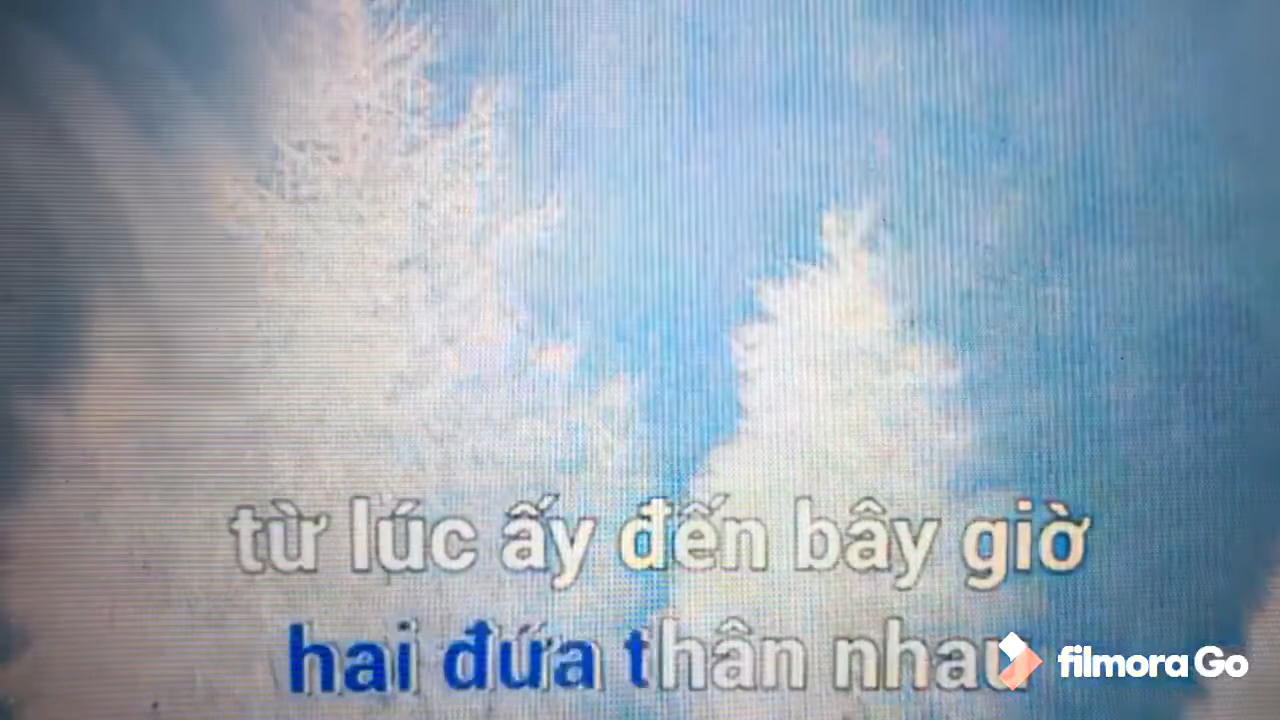 từ lúc ấy đến bây giờ
hai đứa thân nhau
filmora Go